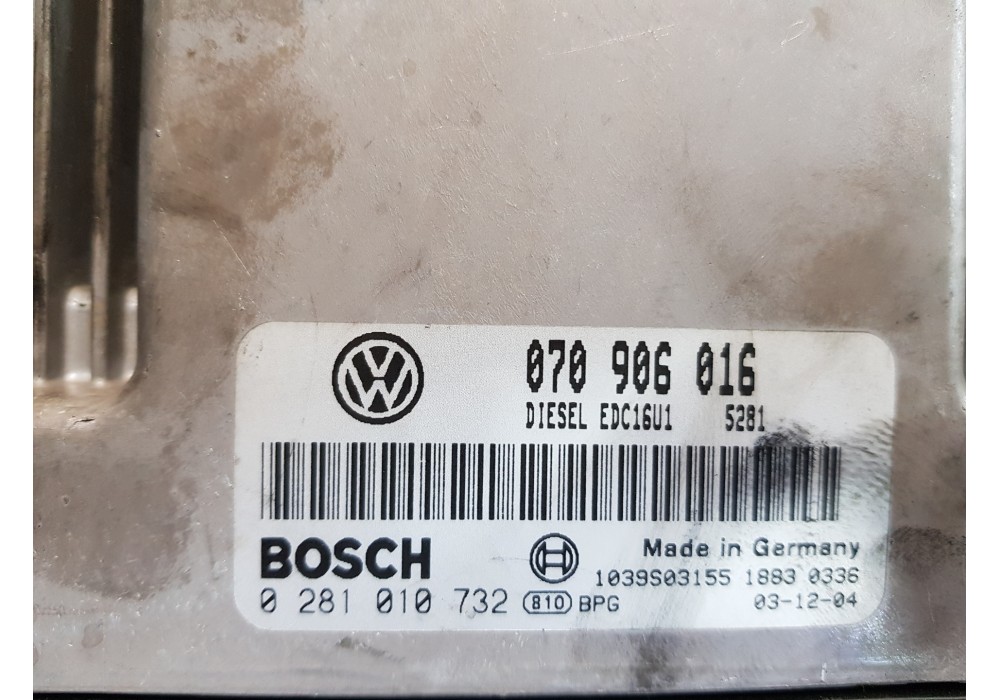 070 906 016
DIESEL EDC16U1 5281
BOSCH
Made in Germany
1039S03155 1883 0336
0 281 010 732 810 BPG
03-12-04